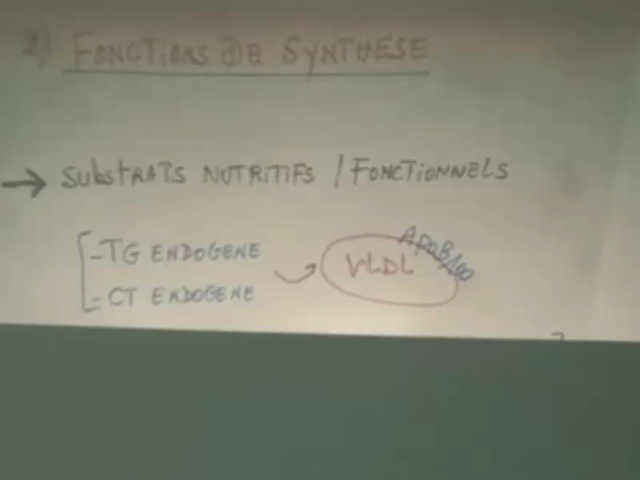 2) FONCTIONS DE SYNTHESE
→ SUBSTRATS NUTRITIFS / FONCTIONNELS
- TG ENDOGENE
- CT ENDOGENE
VLDL
APOB100